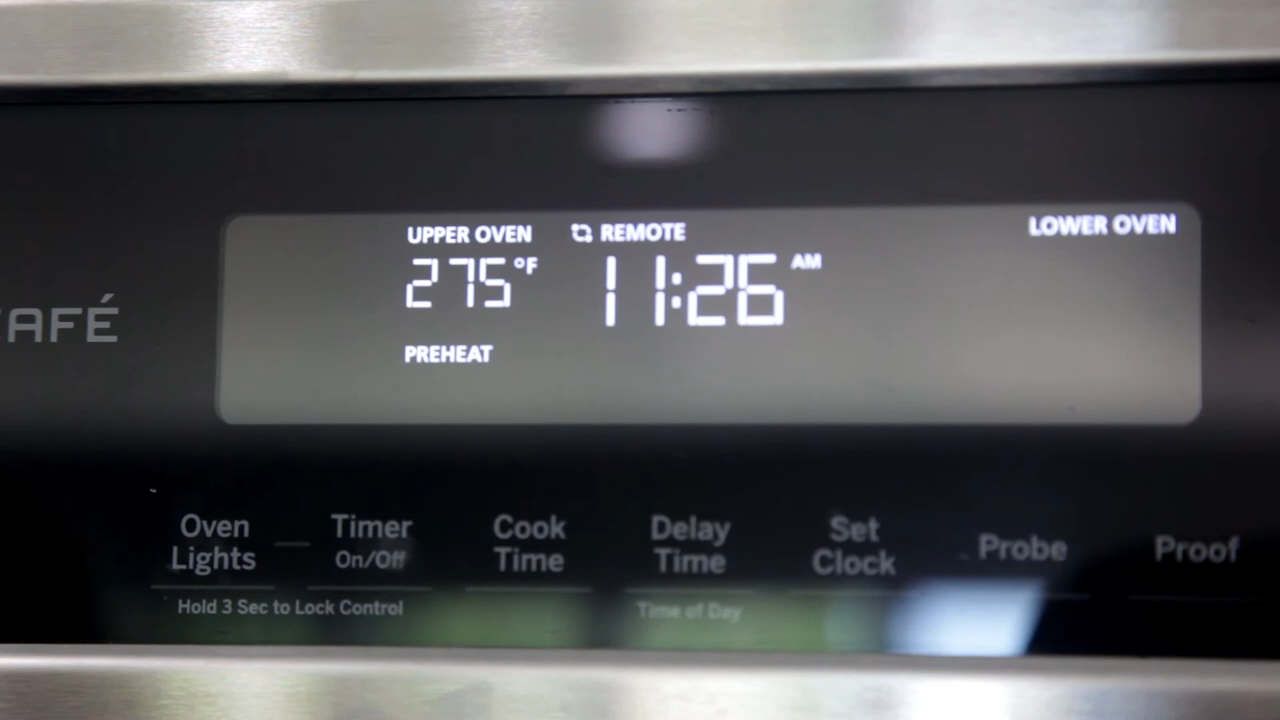 UPPER OVEN
REMOTE
LOWER OVEN
275°F
11:26 AM
PREHEAT
CAFÉ
Oven Lights
Timer On/Off
Cook Time
Delay Time
Set Clock
Probe
Proof
Hold 3 Sec to Lock Control
Time of Day